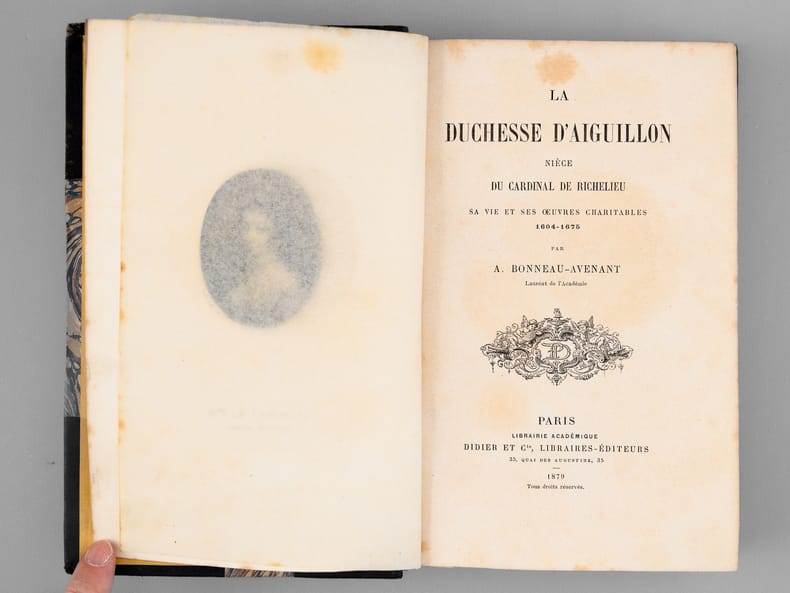 LA
DUCHESSE D'AIGUILLON
NIÈCE
DU CARDINAL DE RICHELIEU
SA VIE ET SES ŒUVRES CHARITABLES
1604-1675
PAR
A. BONNEAU-AVENANT
Laureat de l'Académie
PARIS
LIBRAIRIE ACADÉMIQUE
DIDIER ET Cie, LIBRAIRES-ÉDITEURS
35, QUAI DES AUGUSTINS, 35
1879
Tous droits réservés.